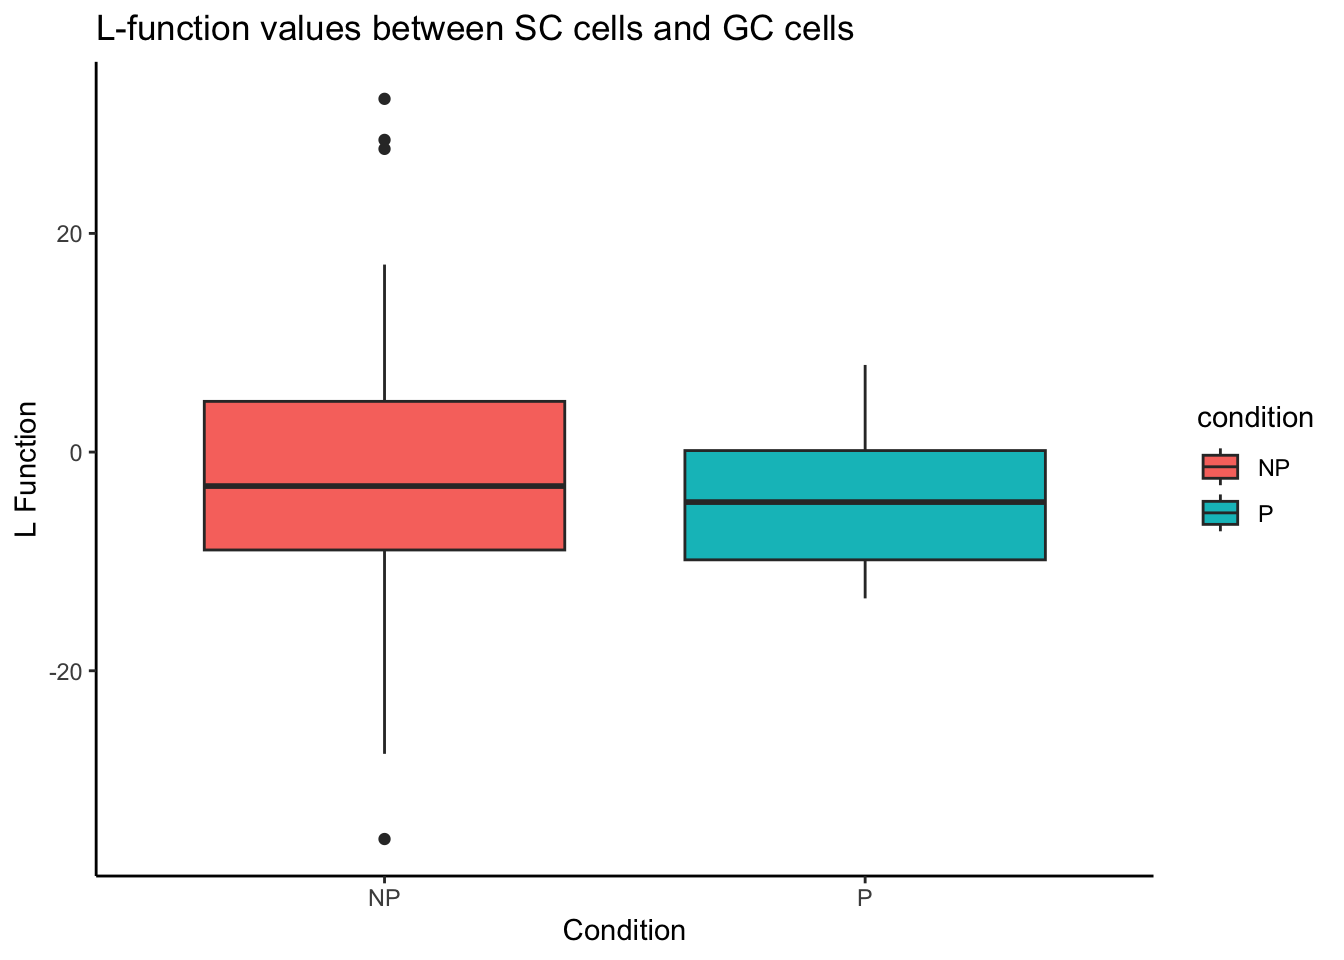 L-function values between SC cells and GC cells
L Function
20
0
-20
NP
P
Condition
condition
NP
P